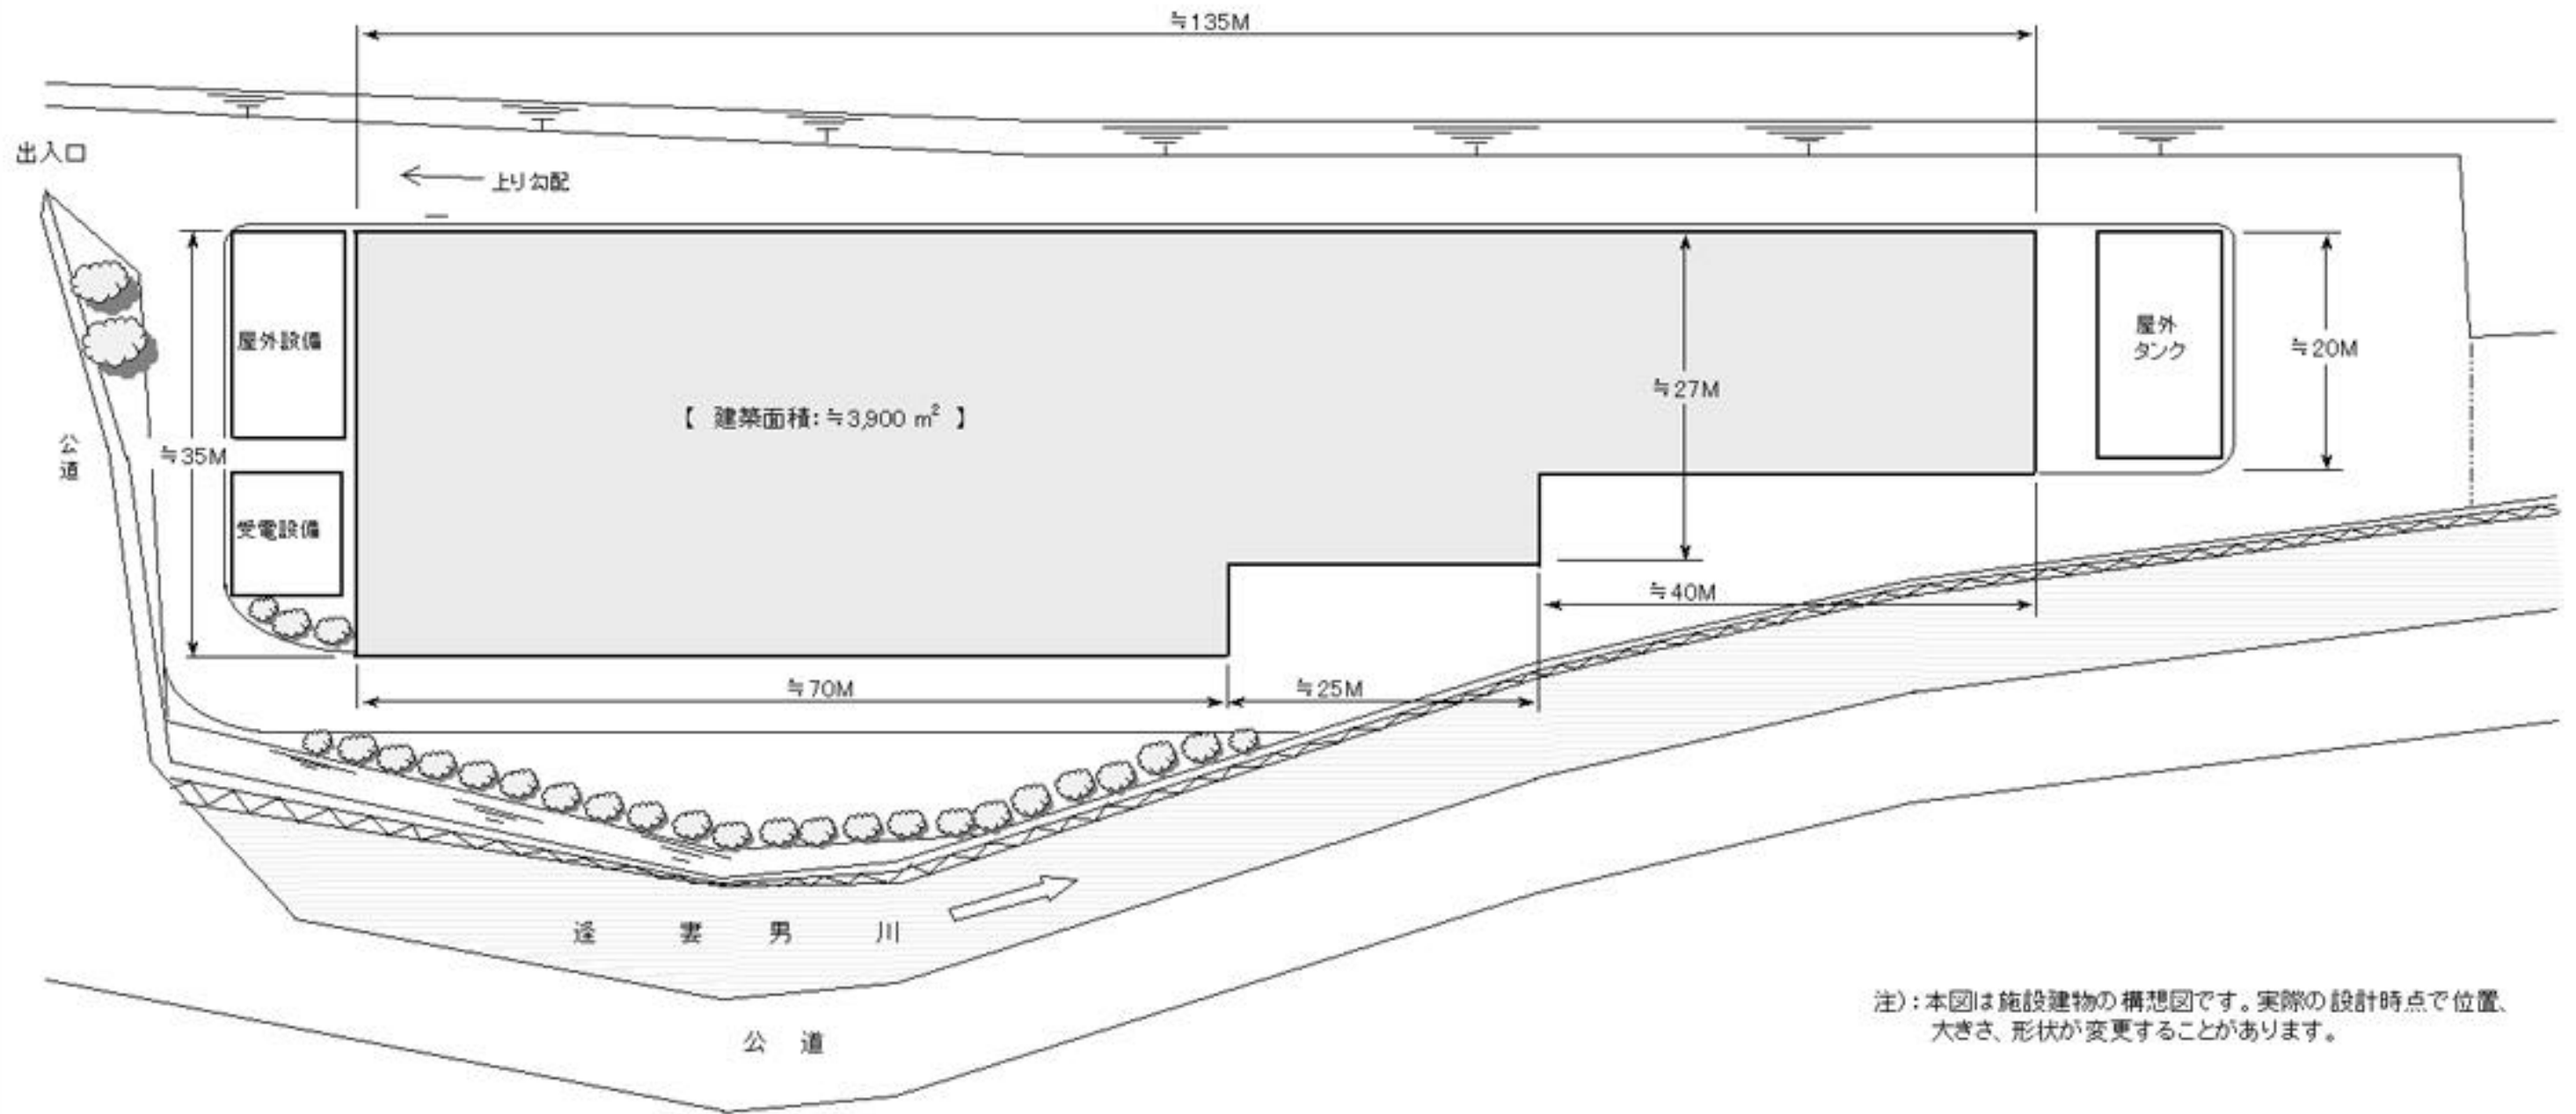 ≒135M
出入口
上り勾配
屋外設備
屋外
タンク
≒20M
≒27M
【 建築面積:≒3,900 m² 】
公道
≒35M
受電設備
≒40M
≒70M
≒25M
逢妻男川
公道
注):本図は施設建物の構想図です。実際の設計時点で位置、
大きさ、形状が変更することがあります。